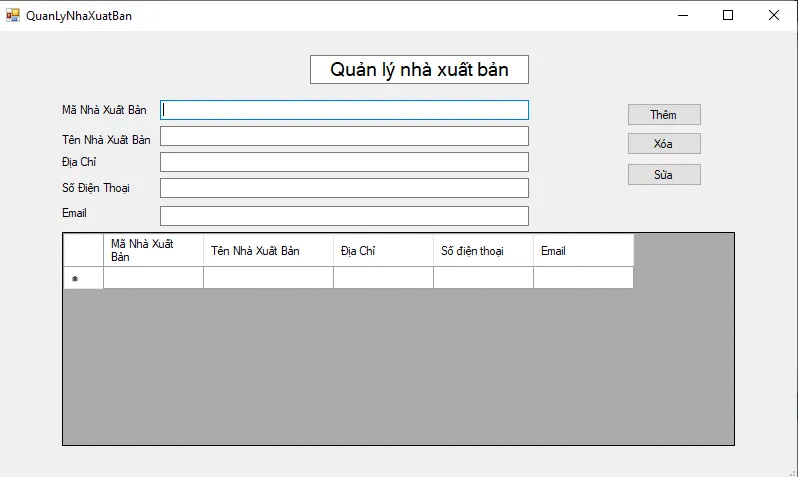 QuanLyNhaXuatBan
Quản lý nhà xuất bản
Mã Nhà Xuất Bản
Thêm
Tên Nhà Xuất Bản
Xóa
Địa Chỉ
Sửa
Số Điện Thoại
Email
Mã Nhà Xuất
Bản
Tên Nhà Xuất Bản
Địa Chỉ
Số điện thoại
Email